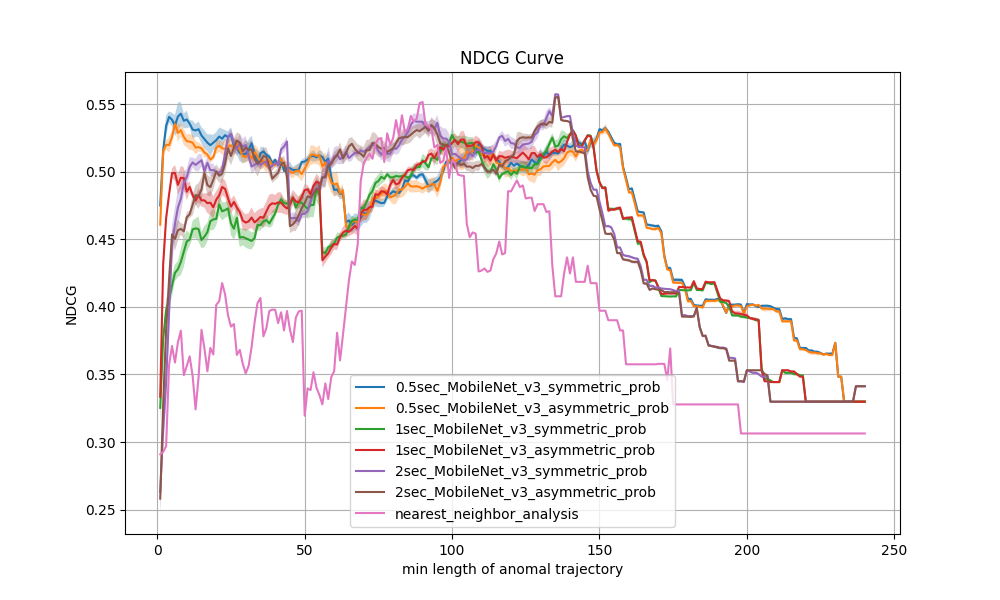 NDCG Curve
NDCG
0.55
0.50
0.45
0.40
0.35
0.30
0.25
0
50
100
150
200
250
min length of anomal trajectory
0.5sec_MobileNet_v3_symmetric_prob
0.5sec_MobileNet_v3_asymmetric_prob
1sec_MobileNet_v3_symmetric_prob
1sec_MobileNet_v3_asymmetric_prob
2sec_MobileNet_v3_symmetric_prob
2sec_MobileNet_v3_asymmetric_prob
nearest_neighbor_analysis